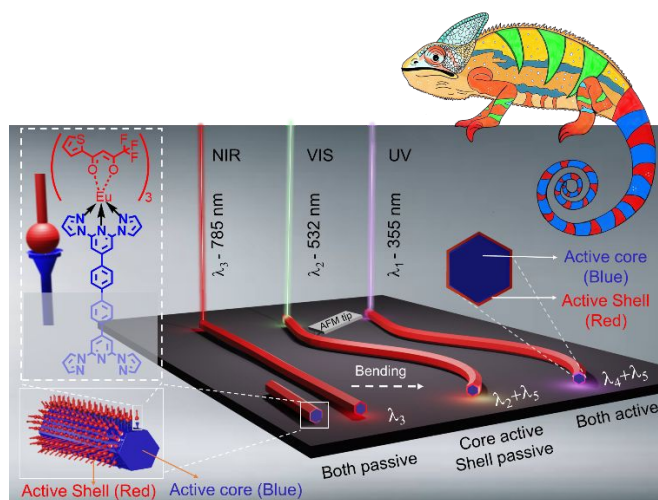 NIR
VIS
UV
λ₃ - 785 nm
λ₂ - 532 nm
λ₁ - 355 nm
S
F
F
F
O
O
3
Eu
N N N N N
N N N N N
AFM tip
Bending
Active core
(Blue)
Active Shell
(Red)
λ₃
λ₂+λ₅
λ₄+λ₅
Both passive
Core active
Shell passive
Both active
Active Shell (Red)
Active core (Blue)